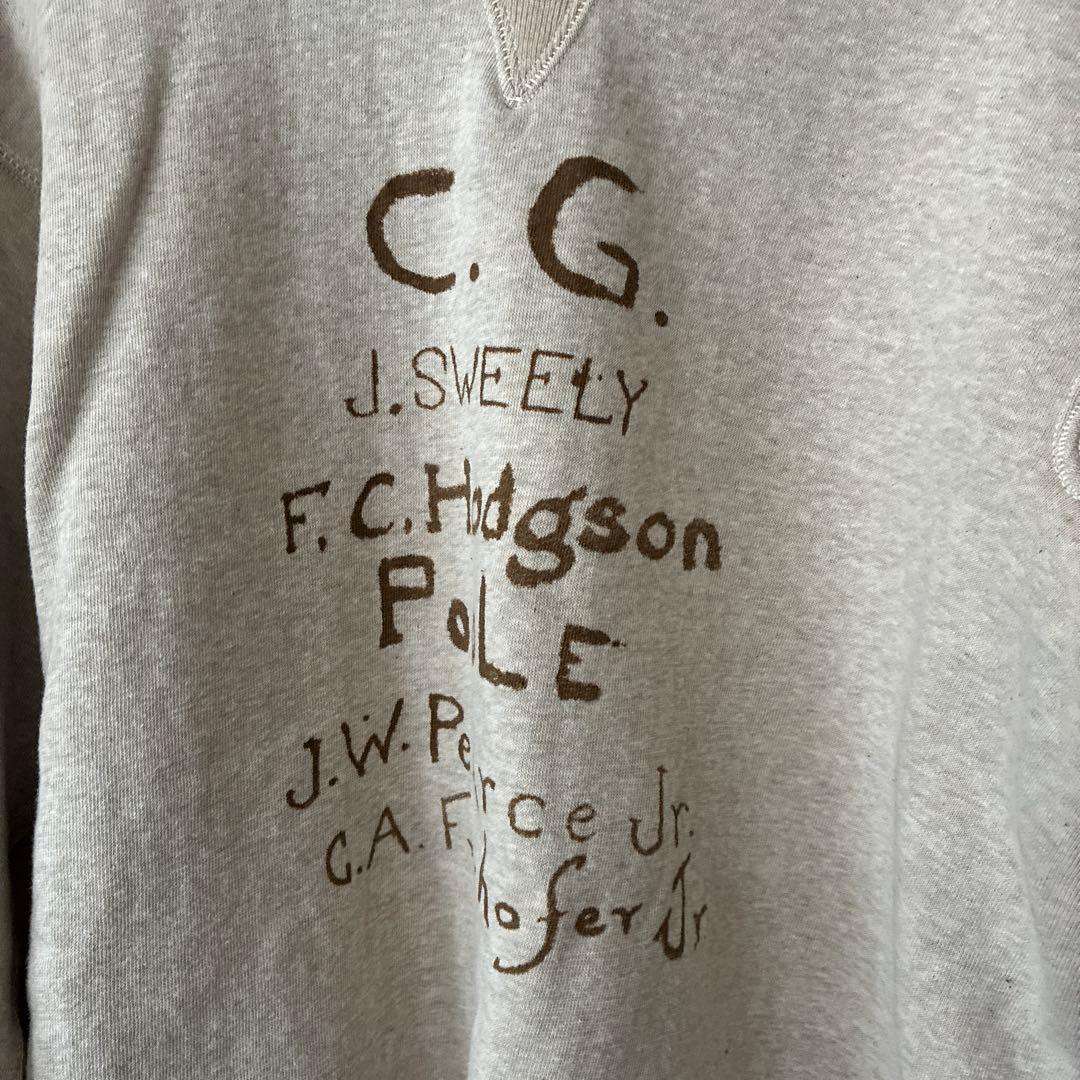 C. G.
J. SWEELY
F. C. Hodgson
PoLE
J. W. Peirce Jr.
C. A. F. hofer Jr